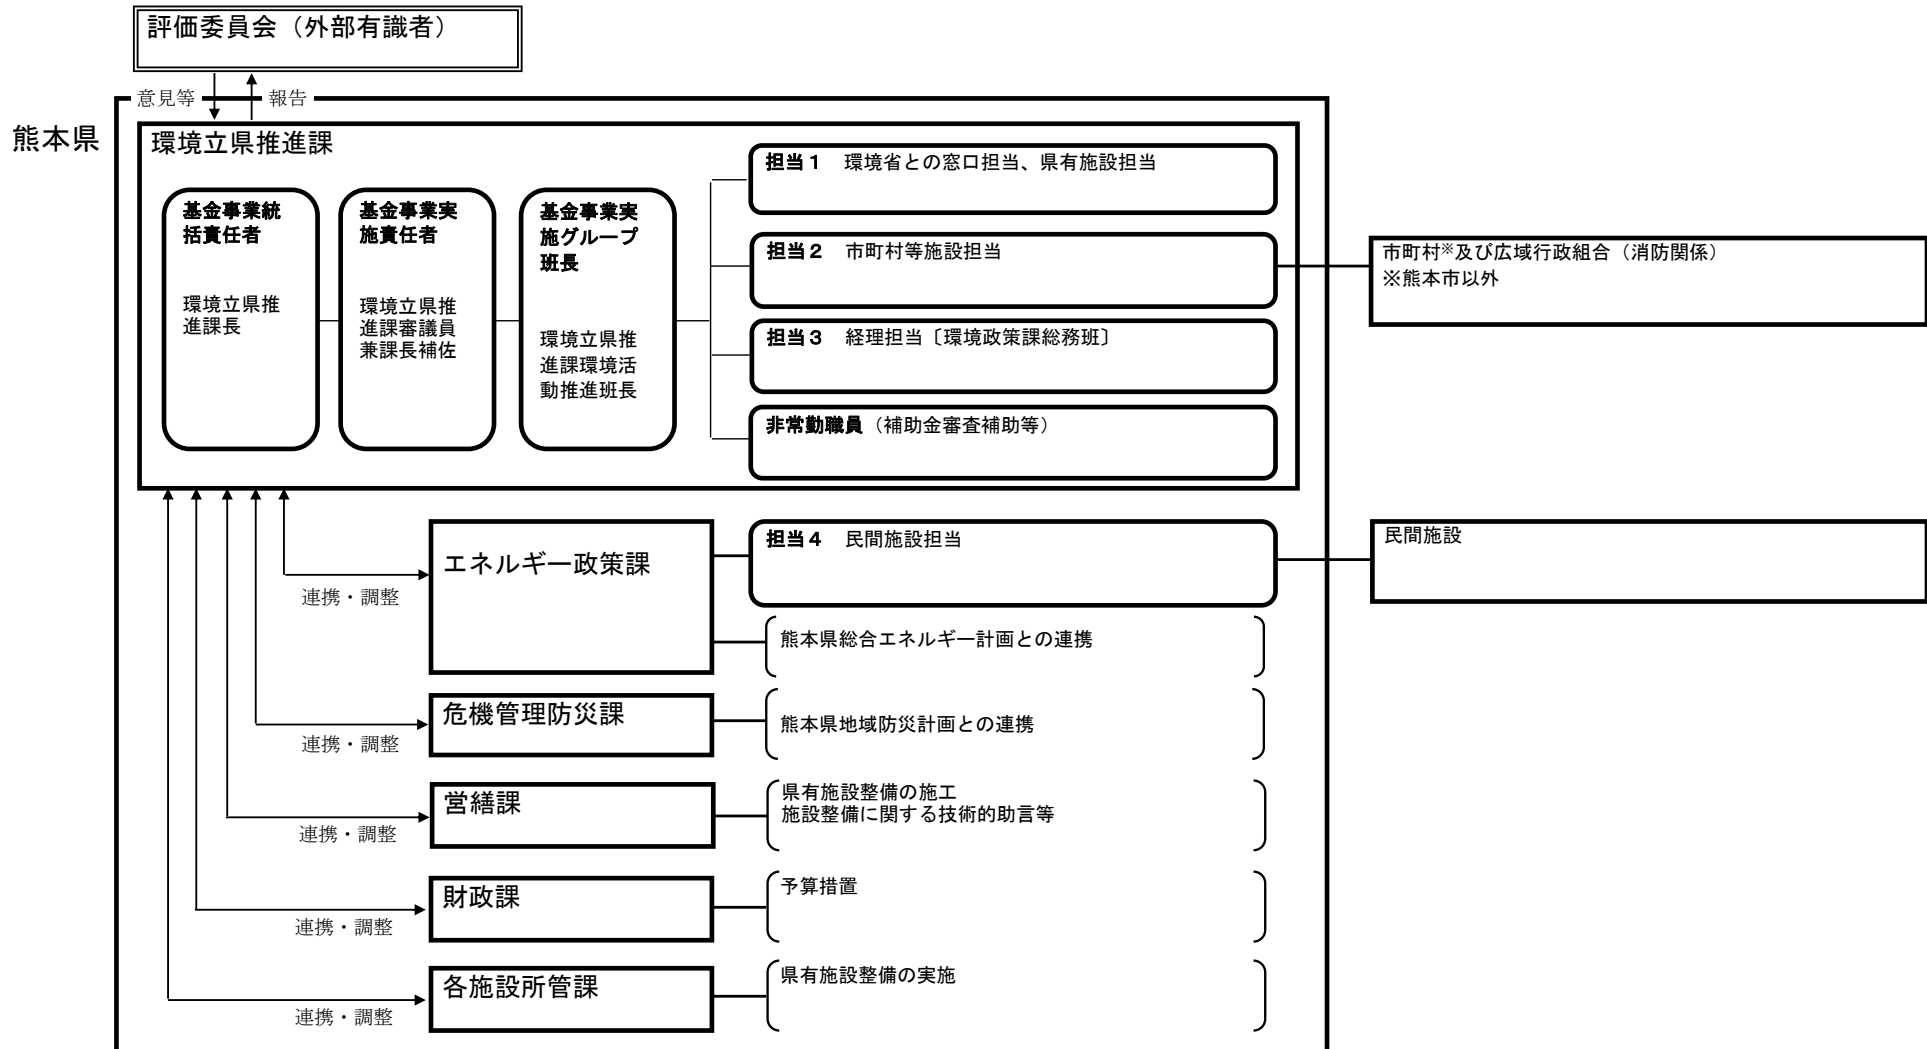 評価委員会（外部有識者）
意見等
報告
熊本県
環境立県推進課
基金事業統
括責任者
環境立県推
進課長
基金事業実
施責任者
環境立県推
進課審議員
兼課長補佐
基金事業実
施グループ
班長
環境立県推
進課環境活
動推進班長
担当１　環境省との窓口担当、県有施設担当
担当２　市町村等施設担当
担当３　経理担当〔環境政策課総務班〕
非常勤職員（補助金審査補助等）
市町村※及び広域行政組合（消防関係）
※熊本市以外
エネルギー政策課
連携・調整
担当４　民間施設担当
民間施設
熊本県総合エネルギー計画との連携
危機管理防災課
連携・調整
熊本県地域防災計画との連携
営繕課
連携・調整
県有施設整備の施工
施設整備に関する技術的助言等
財政課
連携・調整
予算措置
各施設所管課
連携・調整
県有施設整備の実施